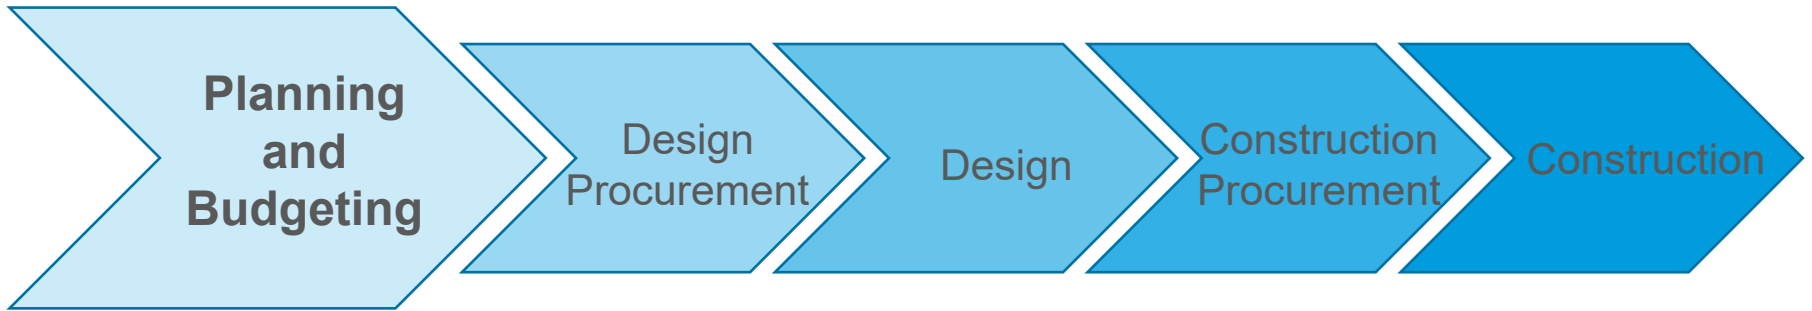 Planning
and
Budgeting
Design
Procurement
Design
Construction
Procurement
Construction